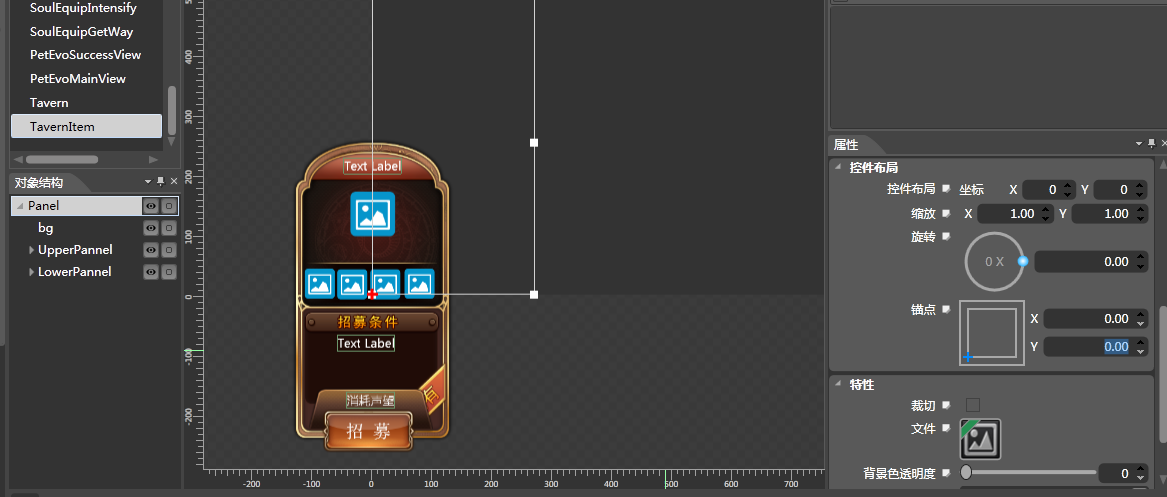 SoulEquipIntensify
SoulEquipGetWay
PetEvoSuccessView
PetEvoMainView
Tavern
TavernItem
对象结构
Panel
bg
UpperPannel
LowerPannel
400
300
200
100
0
-100
-200
Text Label
招募条件
Text Label
消耗声望
招 募
-200 -100 0 100 200 300 400 500 600 700
属性
控件布局
控件布局 坐标 X 0 Y 0
缩放 X 1.00 Y 1.00
旋转 0 X 0.00
锚点 X 0.00
Y 0.00
特性
裁切
文件
背景色透明度 0